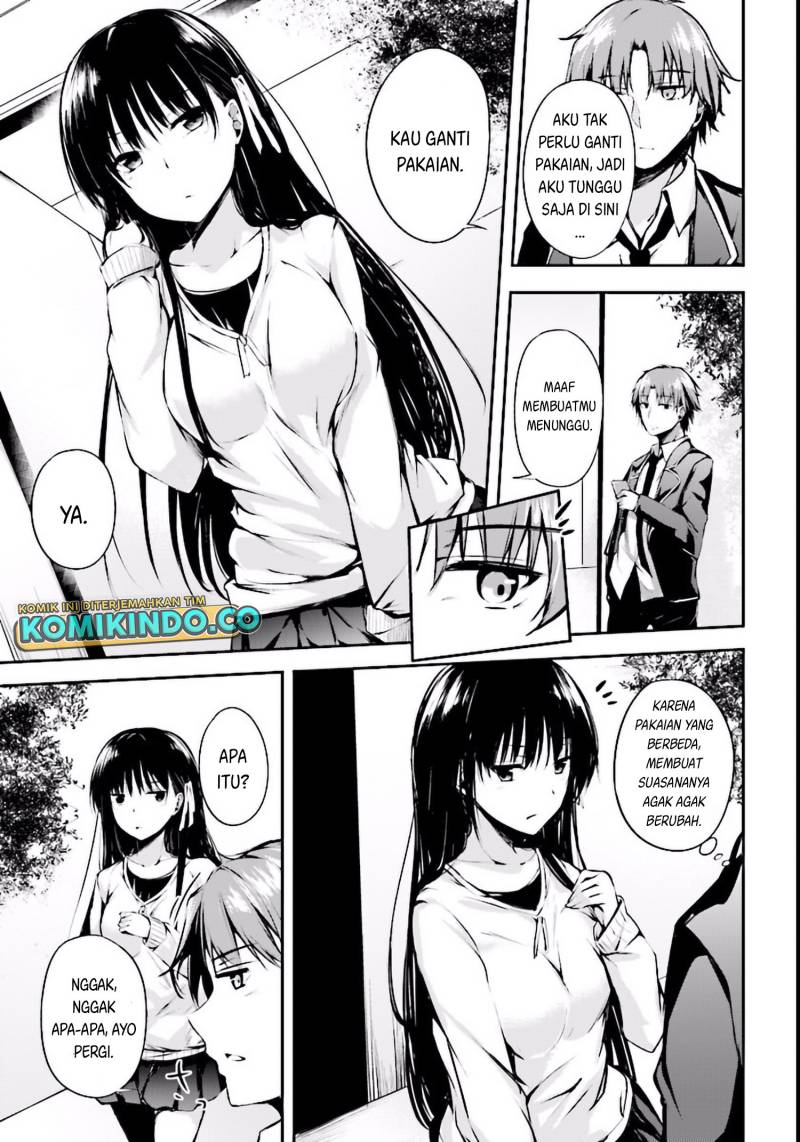 AKU TAK
PERLU GANTI
PAKAIAN, JADI
AKU TUNGGU
SAJA DI SINI
...
MAAF
MEMBUATMU
MENUNGGU.
KAU GANTI
PAKAIAN.
YA.
KOMIK INI DITERJEMAHKAN TIM
KOMIKINDO.CO
KARENA
PAKAIAN YANG
BERBEDA,
MEMBUAT
SUASANANYA
AGAK AGAK
BERUBAH.
APA
ITU?
NGGAK,
NGGAK
APA-APA, AYO
PERGI.